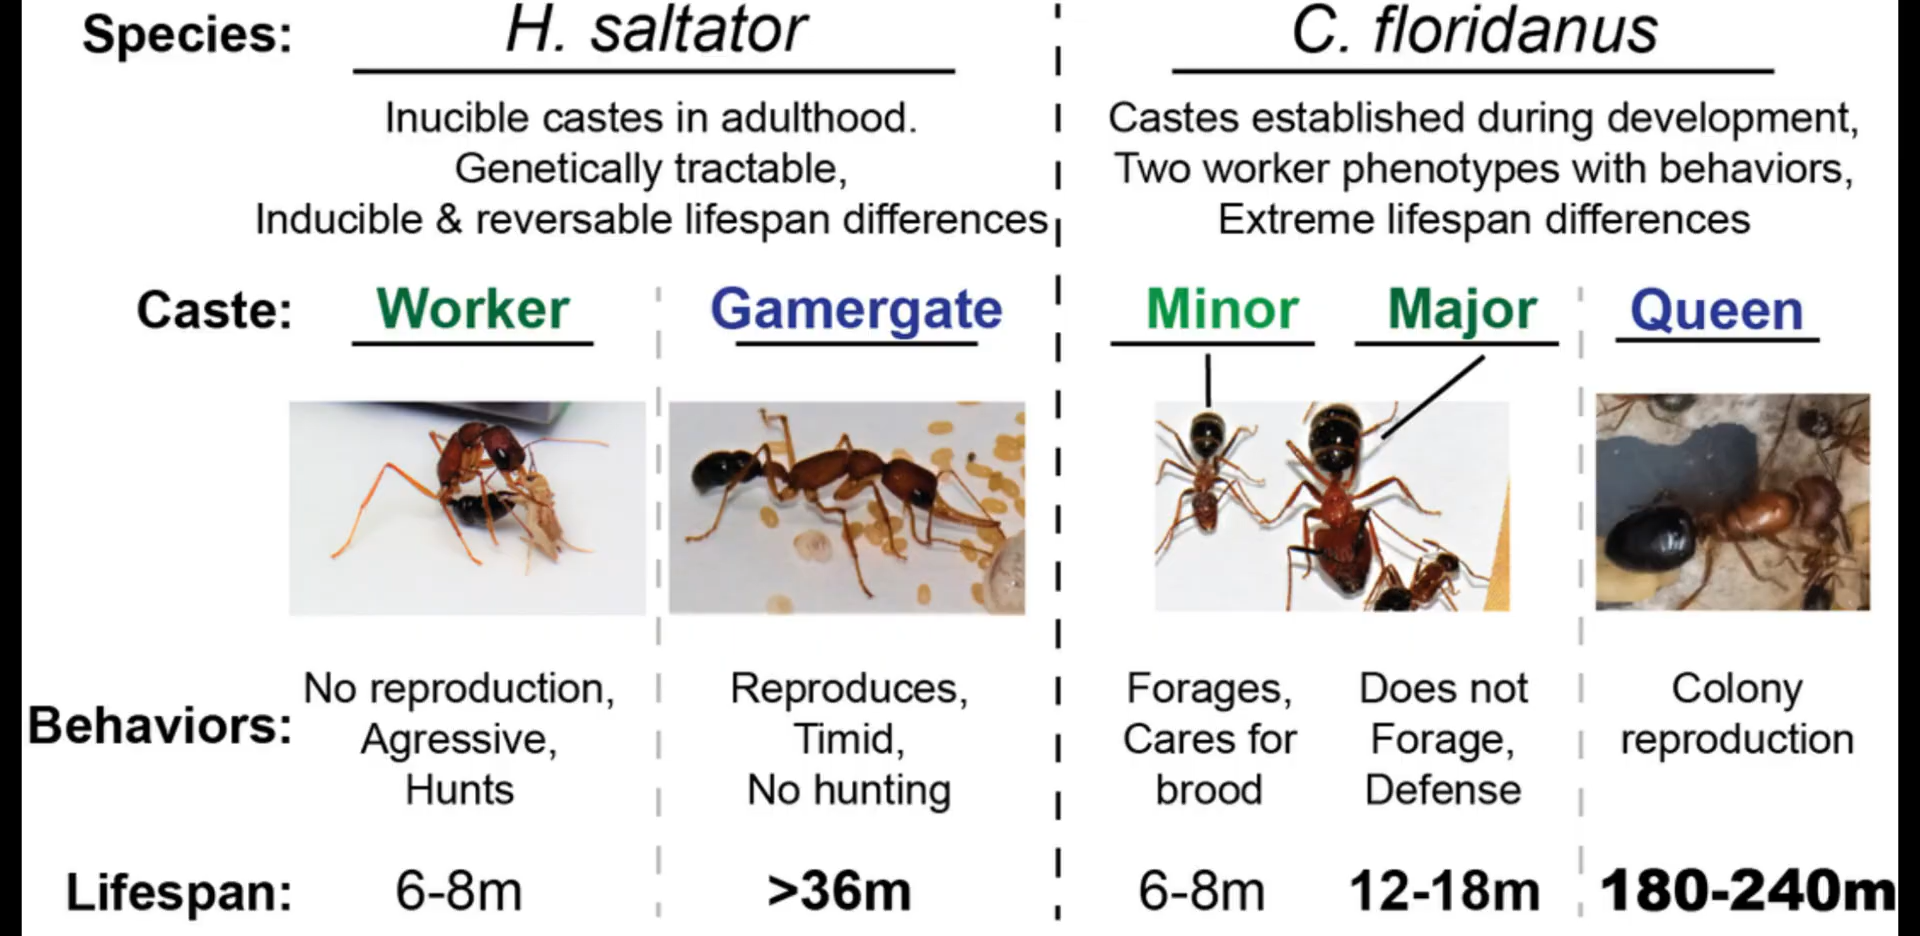 Species: H. saltator C. floridanus
Inucible castes in adulthood. Castes established during development,
Genetically tractable, Two worker phenotypes with behaviors,
Inducible & reversable lifespan differences Extreme lifespan differences
Caste: Worker Gamergate Minor Major Queen
No reproduction, Reproduces, Forages, Does not Colony
Behaviors: Agressive, Timid, Cares for Forage, reproduction
Hunts No hunting brood Defense
Lifespan: 6-8m >36m 6-8m 12-18m 180-240m